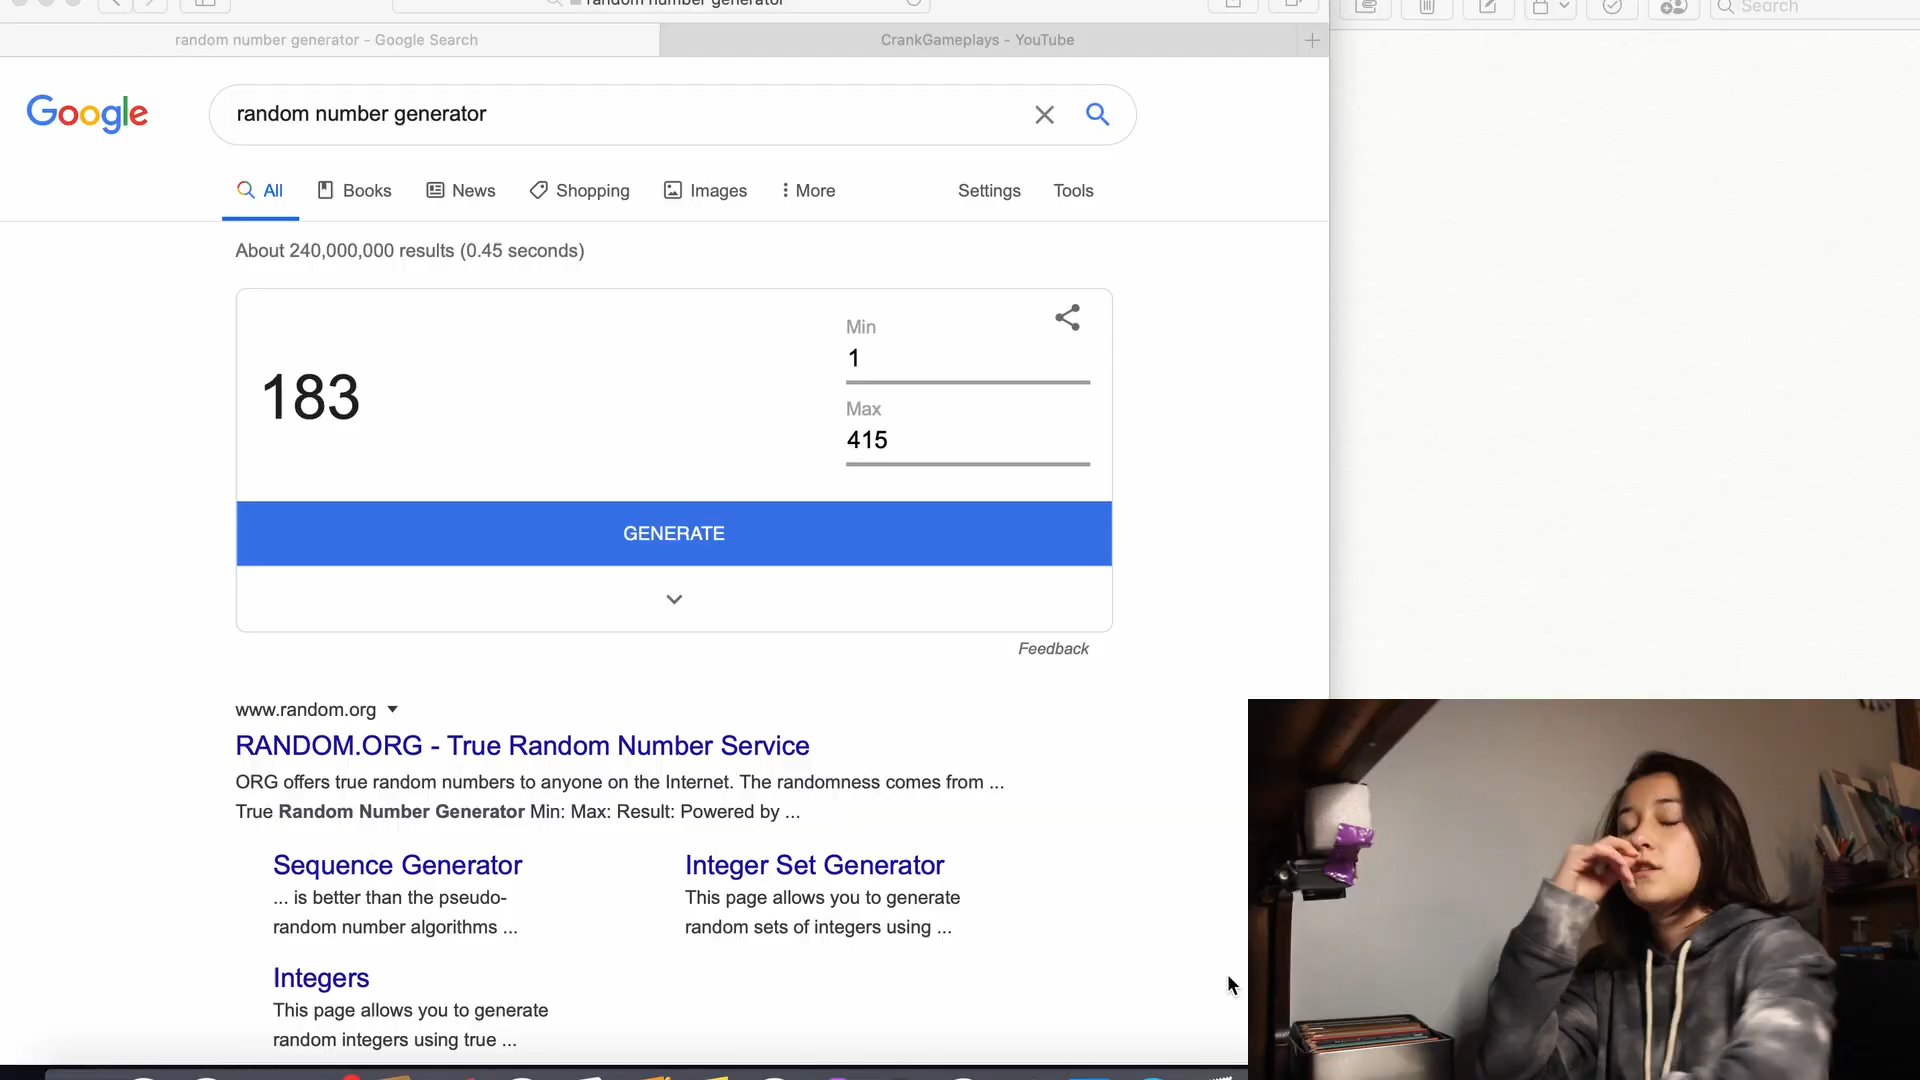 random number generator
Search
random number generator - Google Search
CrankGameplays - YouTube
Google
random number generator
All
Books
News
Shopping
Images
More
Settings
Tools
About 240,000,000 results (0.45 seconds)
183
Min
1
Max
415
GENERATE
Feedback
www.random.org
RANDOM.ORG - True Random Number Service
ORG offers true random numbers to anyone on the Internet. The randomness comes from ...
True Random Number Generator Min: Max: Result: Powered by ...
Sequence Generator
... is better than the pseudo-
random number algorithms ...
Integer Set Generator
This page allows you to generate
random sets of integers using ...
Integers
This page allows you to generate
random integers using true ...